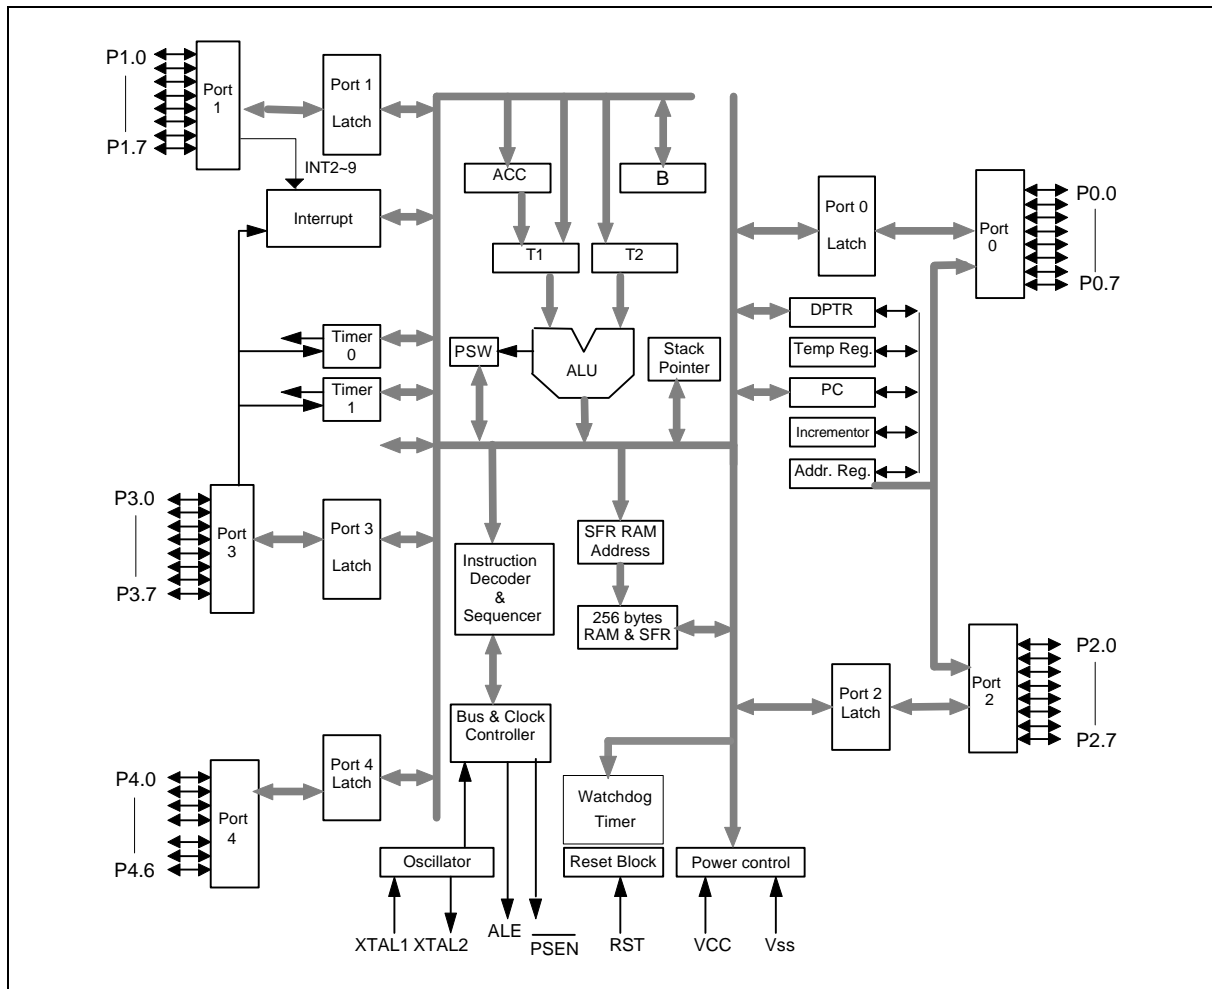 P1.0
P1.7
Port
1
Port 1
Latch
INT2~9
Interrupt
ACC
B
T1
T2
Port 0
Latch
Port
0
P0.0
P0.7
Timer
0
Timer
1
PSW
ALU
Stack
Pointer
DPTR
Temp Reg.
PC
Incrementor
Addr. Reg.
P3.0
P3.7
Port
3
Port 3
Latch
Instruction
Decoder
&
Sequencer
SFR RAM
Address
256 bytes
RAM & SFR
Port 2
Latch
Port
2
P2.0
P2.7
Bus & Clock
Controller
P4.0
P4.6
Port
4
Port 4
Latch
Watchdog
Timer
Oscillator
Reset Block
Power control
XTAL1
XTAL2
ALE
PSEN
RST
VCC
Vss